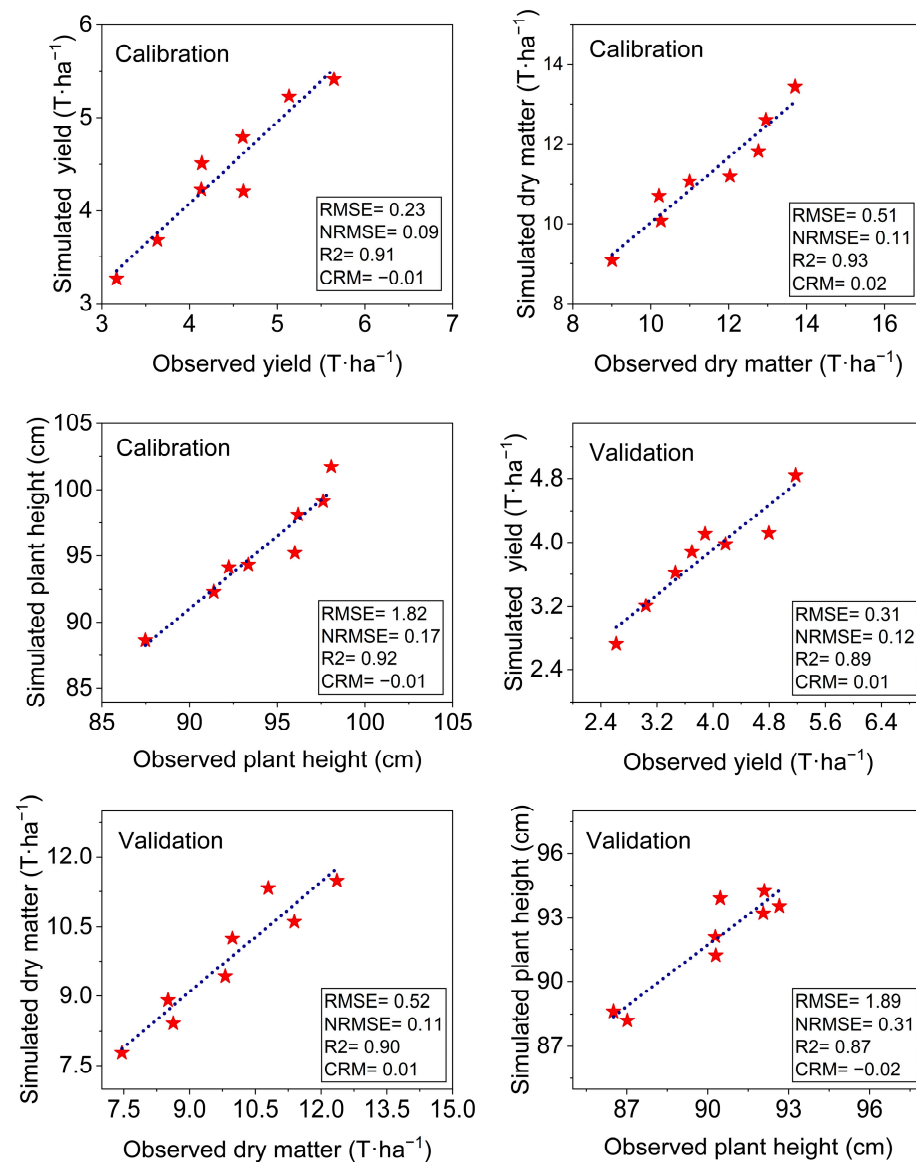 Calibration
Simulated yield (T·ha⁻¹)
6
5
4
3
RMSE= 0.23
NRMSE= 0.09
R2= 0.91
CRM= −0.01
3 4 5 6 7
Observed yield (T·ha⁻¹)
Calibration
Simulated dry matter (T·ha⁻¹)
14
12
10
8
RMSE= 0.51
NRMSE= 0.11
R2= 0.93
CRM= 0.02
8 10 12 14 16
Observed dry matter (T·ha⁻¹)
Calibration
Simulated plant height (cm)
105
100
95
90
85
RMSE= 1.82
NRMSE= 0.17
R2= 0.92
CRM= −0.01
85 90 95 100 105
Observed plant height (cm)
Validation
Simulated yield (T·ha⁻¹)
4.8
4.0
3.2
2.4
RMSE= 0.31
NRMSE= 0.12
R2= 0.89
CRM= 0.01
2.4 3.2 4.0 4.8 5.6 6.4
Observed yield (T·ha⁻¹)
Validation
Simulated dry matter (T·ha⁻¹)
12.0
10.5
9.0
7.5
RMSE= 0.52
NRMSE= 0.11
R2= 0.90
CRM= 0.01
7.5 9.0 10.5 12.0 13.5 15.0
Observed dry matter (T·ha⁻¹)
Validation
Simulated plant height (cm)
96
93
90
87
RMSE= 1.89
NRMSE= 0.31
R2= 0.87
CRM= −0.02
87 90 93 96
Observed plant height (cm)